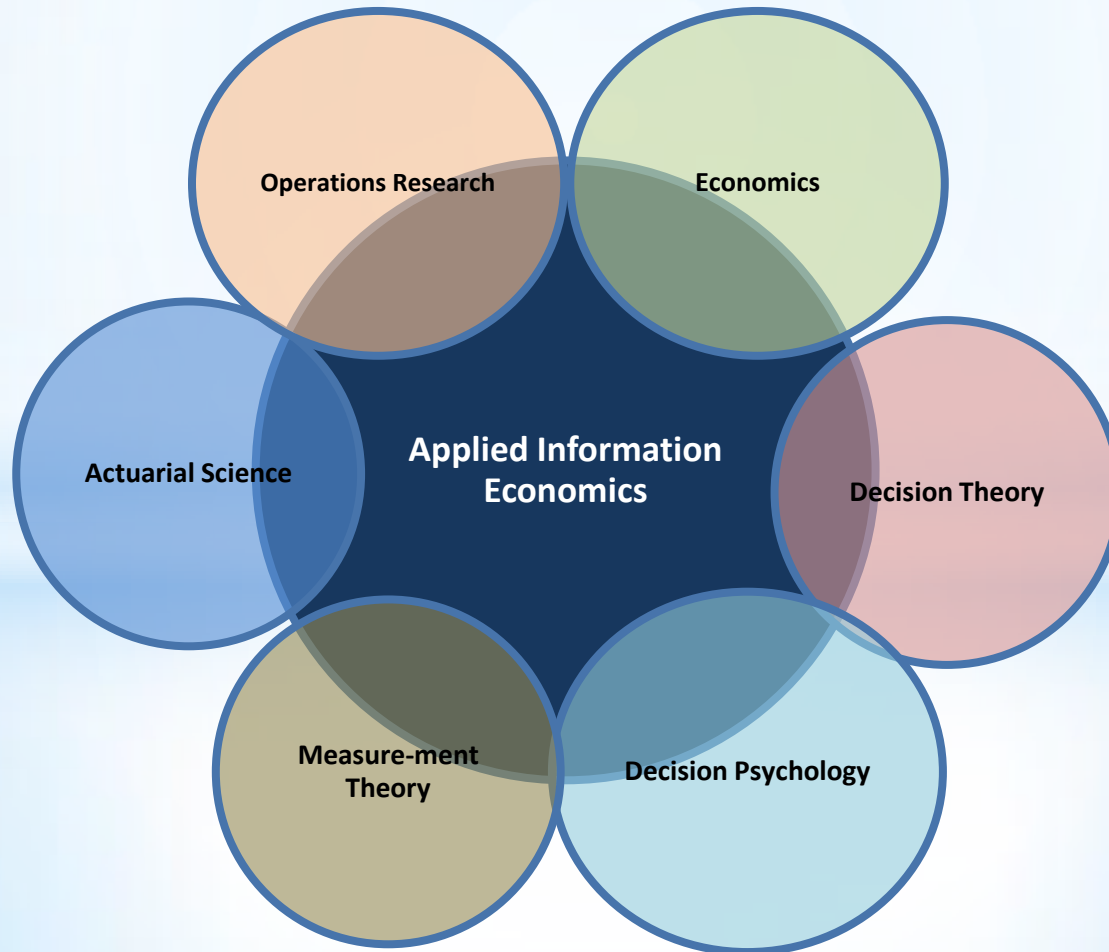 Operations Research
Economics
Applied Information
Economics
Actuarial Science
Decision Theory
Measure-ment
Theory
Decision Psychology